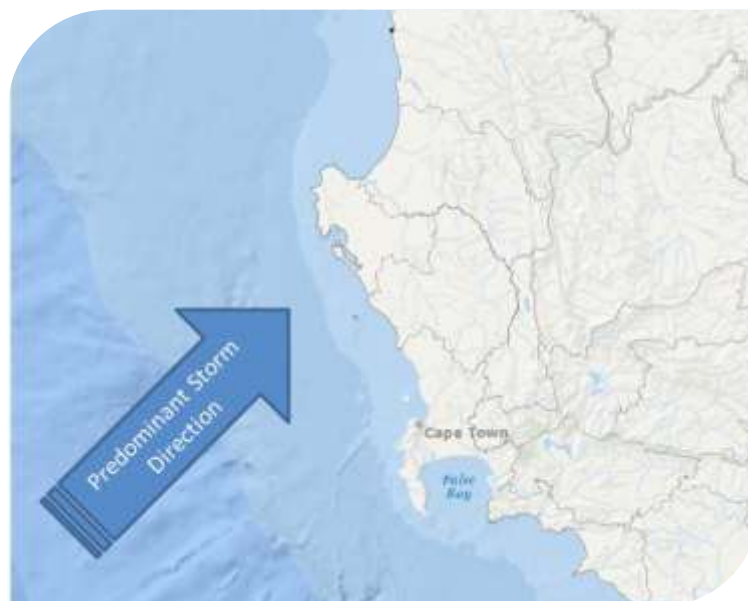 Predominant Storm
Direction
Cape Town
False
Bay